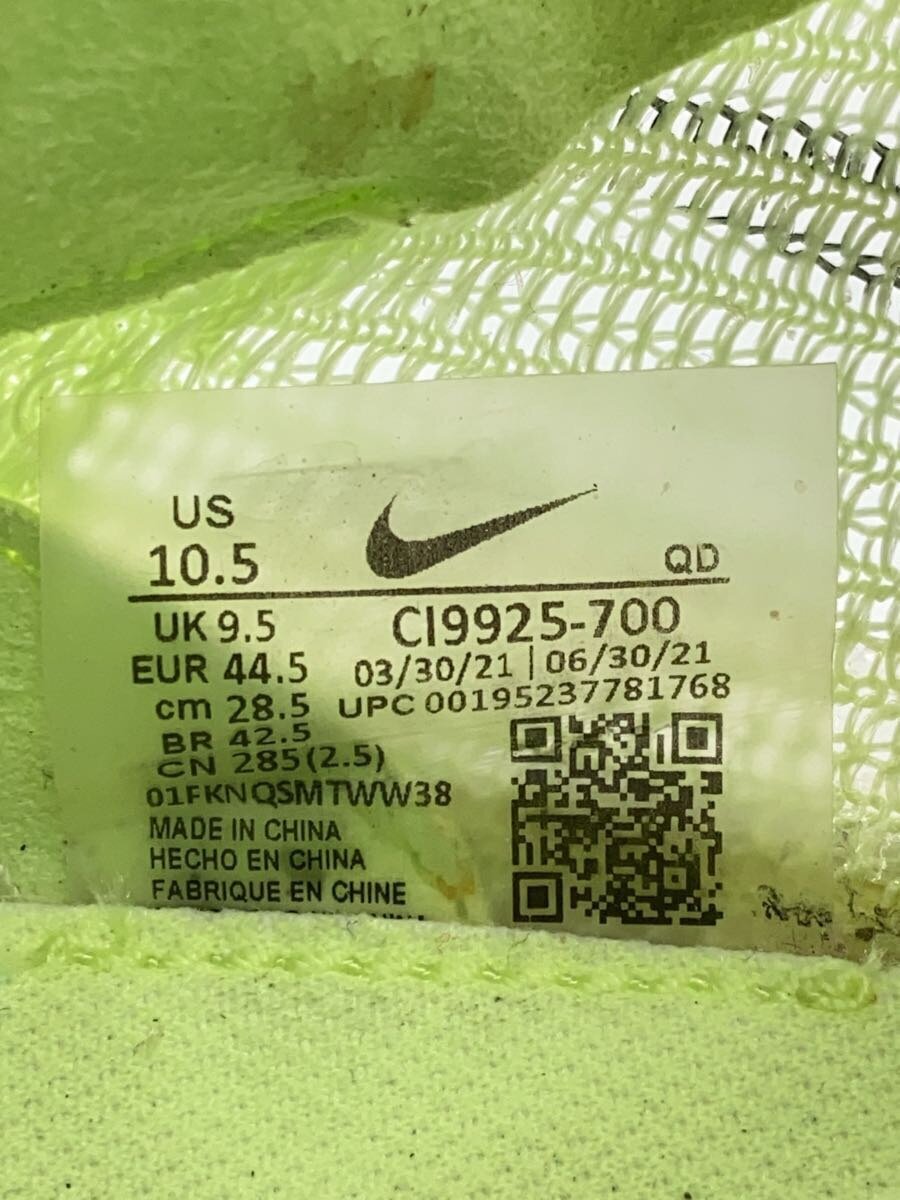 US
10.5
QD
UK 9.5
CI9925-700
EUR 44.5
03/30/21 | 06/30/21
cm 28.5
UPC 00195237781768
BR 42.5
CN 285(2.5)
01FKNQSMTWW38
MADE IN CHINA
HECHO EN CHINA
FABRIQUE EN CHINE